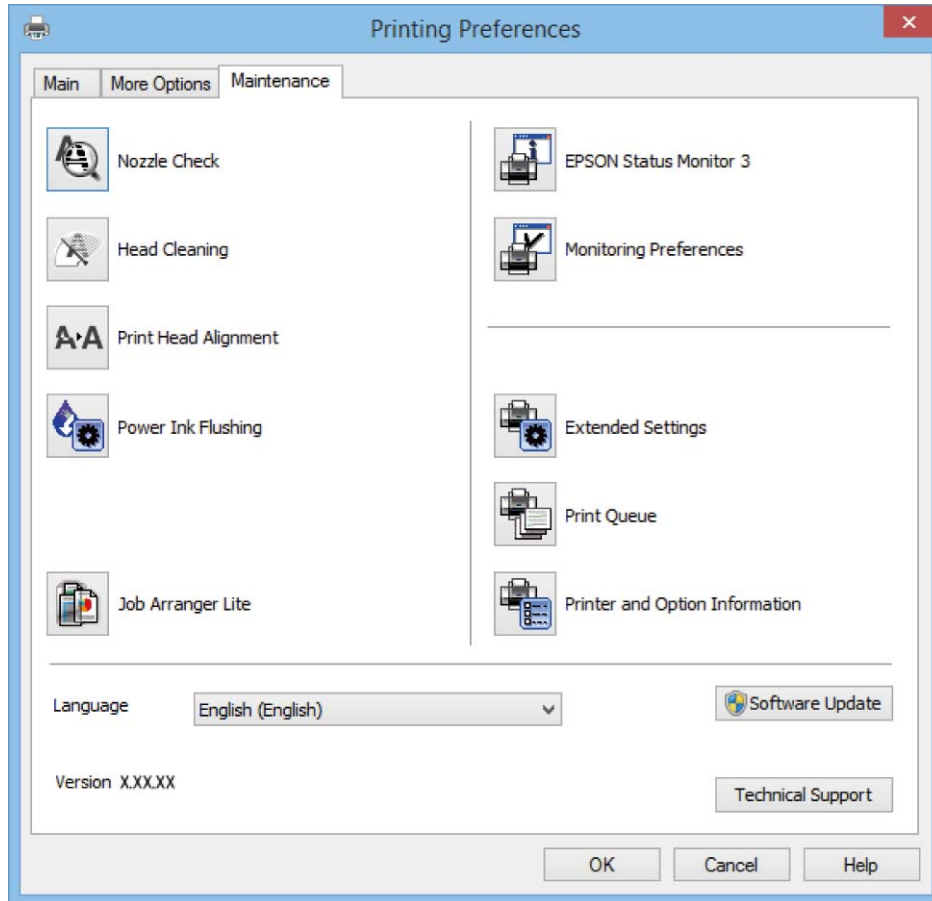 Printing Preferences
Main
More Options
Maintenance
Nozzle Check
EPSON Status Monitor 3
Head Cleaning
Monitoring Preferences
A A Print Head Alignment
Power Ink Flushing
Extended Settings
Print Queue
Job Arranger Lite
Printer and Option Information
Language
English (English)
Software Update
Version X.XX.XX
Technical Support
OK
Cancel
Help